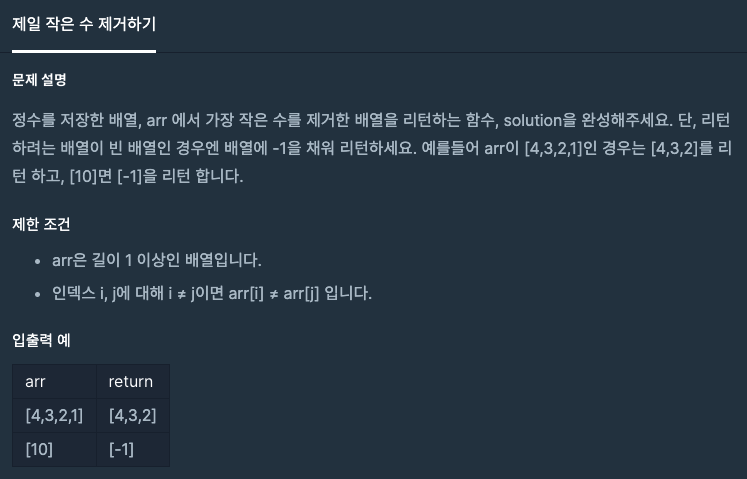 제일 작은 수 제거하기
문제 설명
정수를 저장한 배열, arr 에서 가장 작은 수를 제거한 배열을 리턴하는 함수, solution을 완성해주세요. 단, 리턴
하려는 배열이 빈 배열인 경우엔 배열에 -1을 채워 리턴하세요. 예를들어 arr이 [4,3,2,1]인 경우는 [4,3,2]를 리
턴 하고, [10]면 [-1]을 리턴 합니다.
제한 조건
• arr은 길이 1 이상인 배열입니다.
• 인덱스 i, j에 대해 i ≠ j이면 arr[i] ≠ arr[j] 입니다.
입출력 예
arr return
[4,3,2,1] [4,3,2]
[10] [-1]